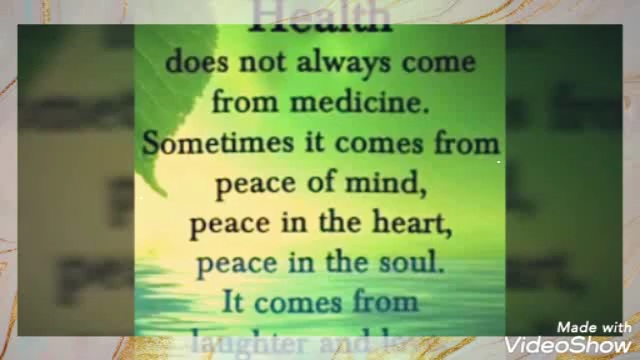 Health
does not always come
from medicine.
Sometimes it comes from
peace of mind,
peace in the heart,
peace in the soul.
It comes from
laughter and love.
Made with
VideoShow